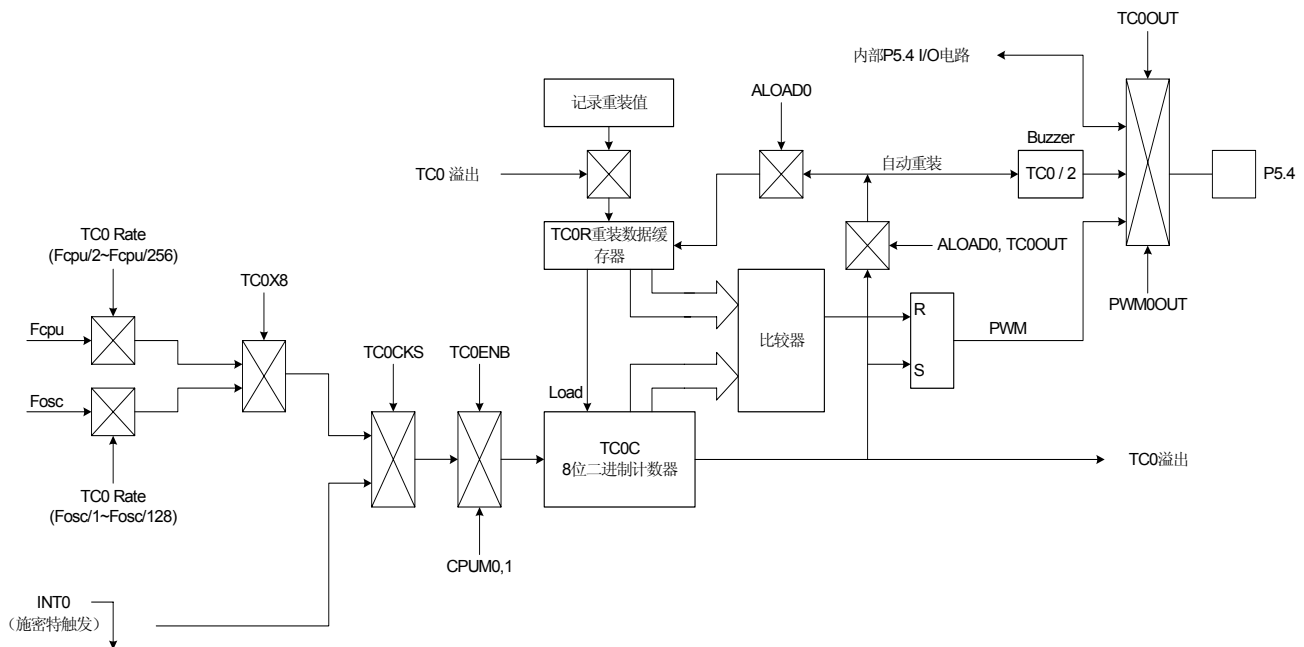 TC0OUT
内部P5.4 I/O电路
记录重装值
ALOAD0
Buzzer
TC0 溢出
自动重装
TC0 / 2
P5.4
TC0 Rate
(Fcpu/2~Fcpu/256)
TC0R重装数据缓
存器
ALOAD0, TC0OUT
TC0X8
PWM0OUT
Fcpu
R
PWM
比较器
TC0CKS
TC0ENB
S
Fosc
Load
TC0C
8位二进制计数器
TC0溢出
TC0 Rate
(Fosc/1~Fosc/128)
CPUM0,1
INT0
（施密特触发）